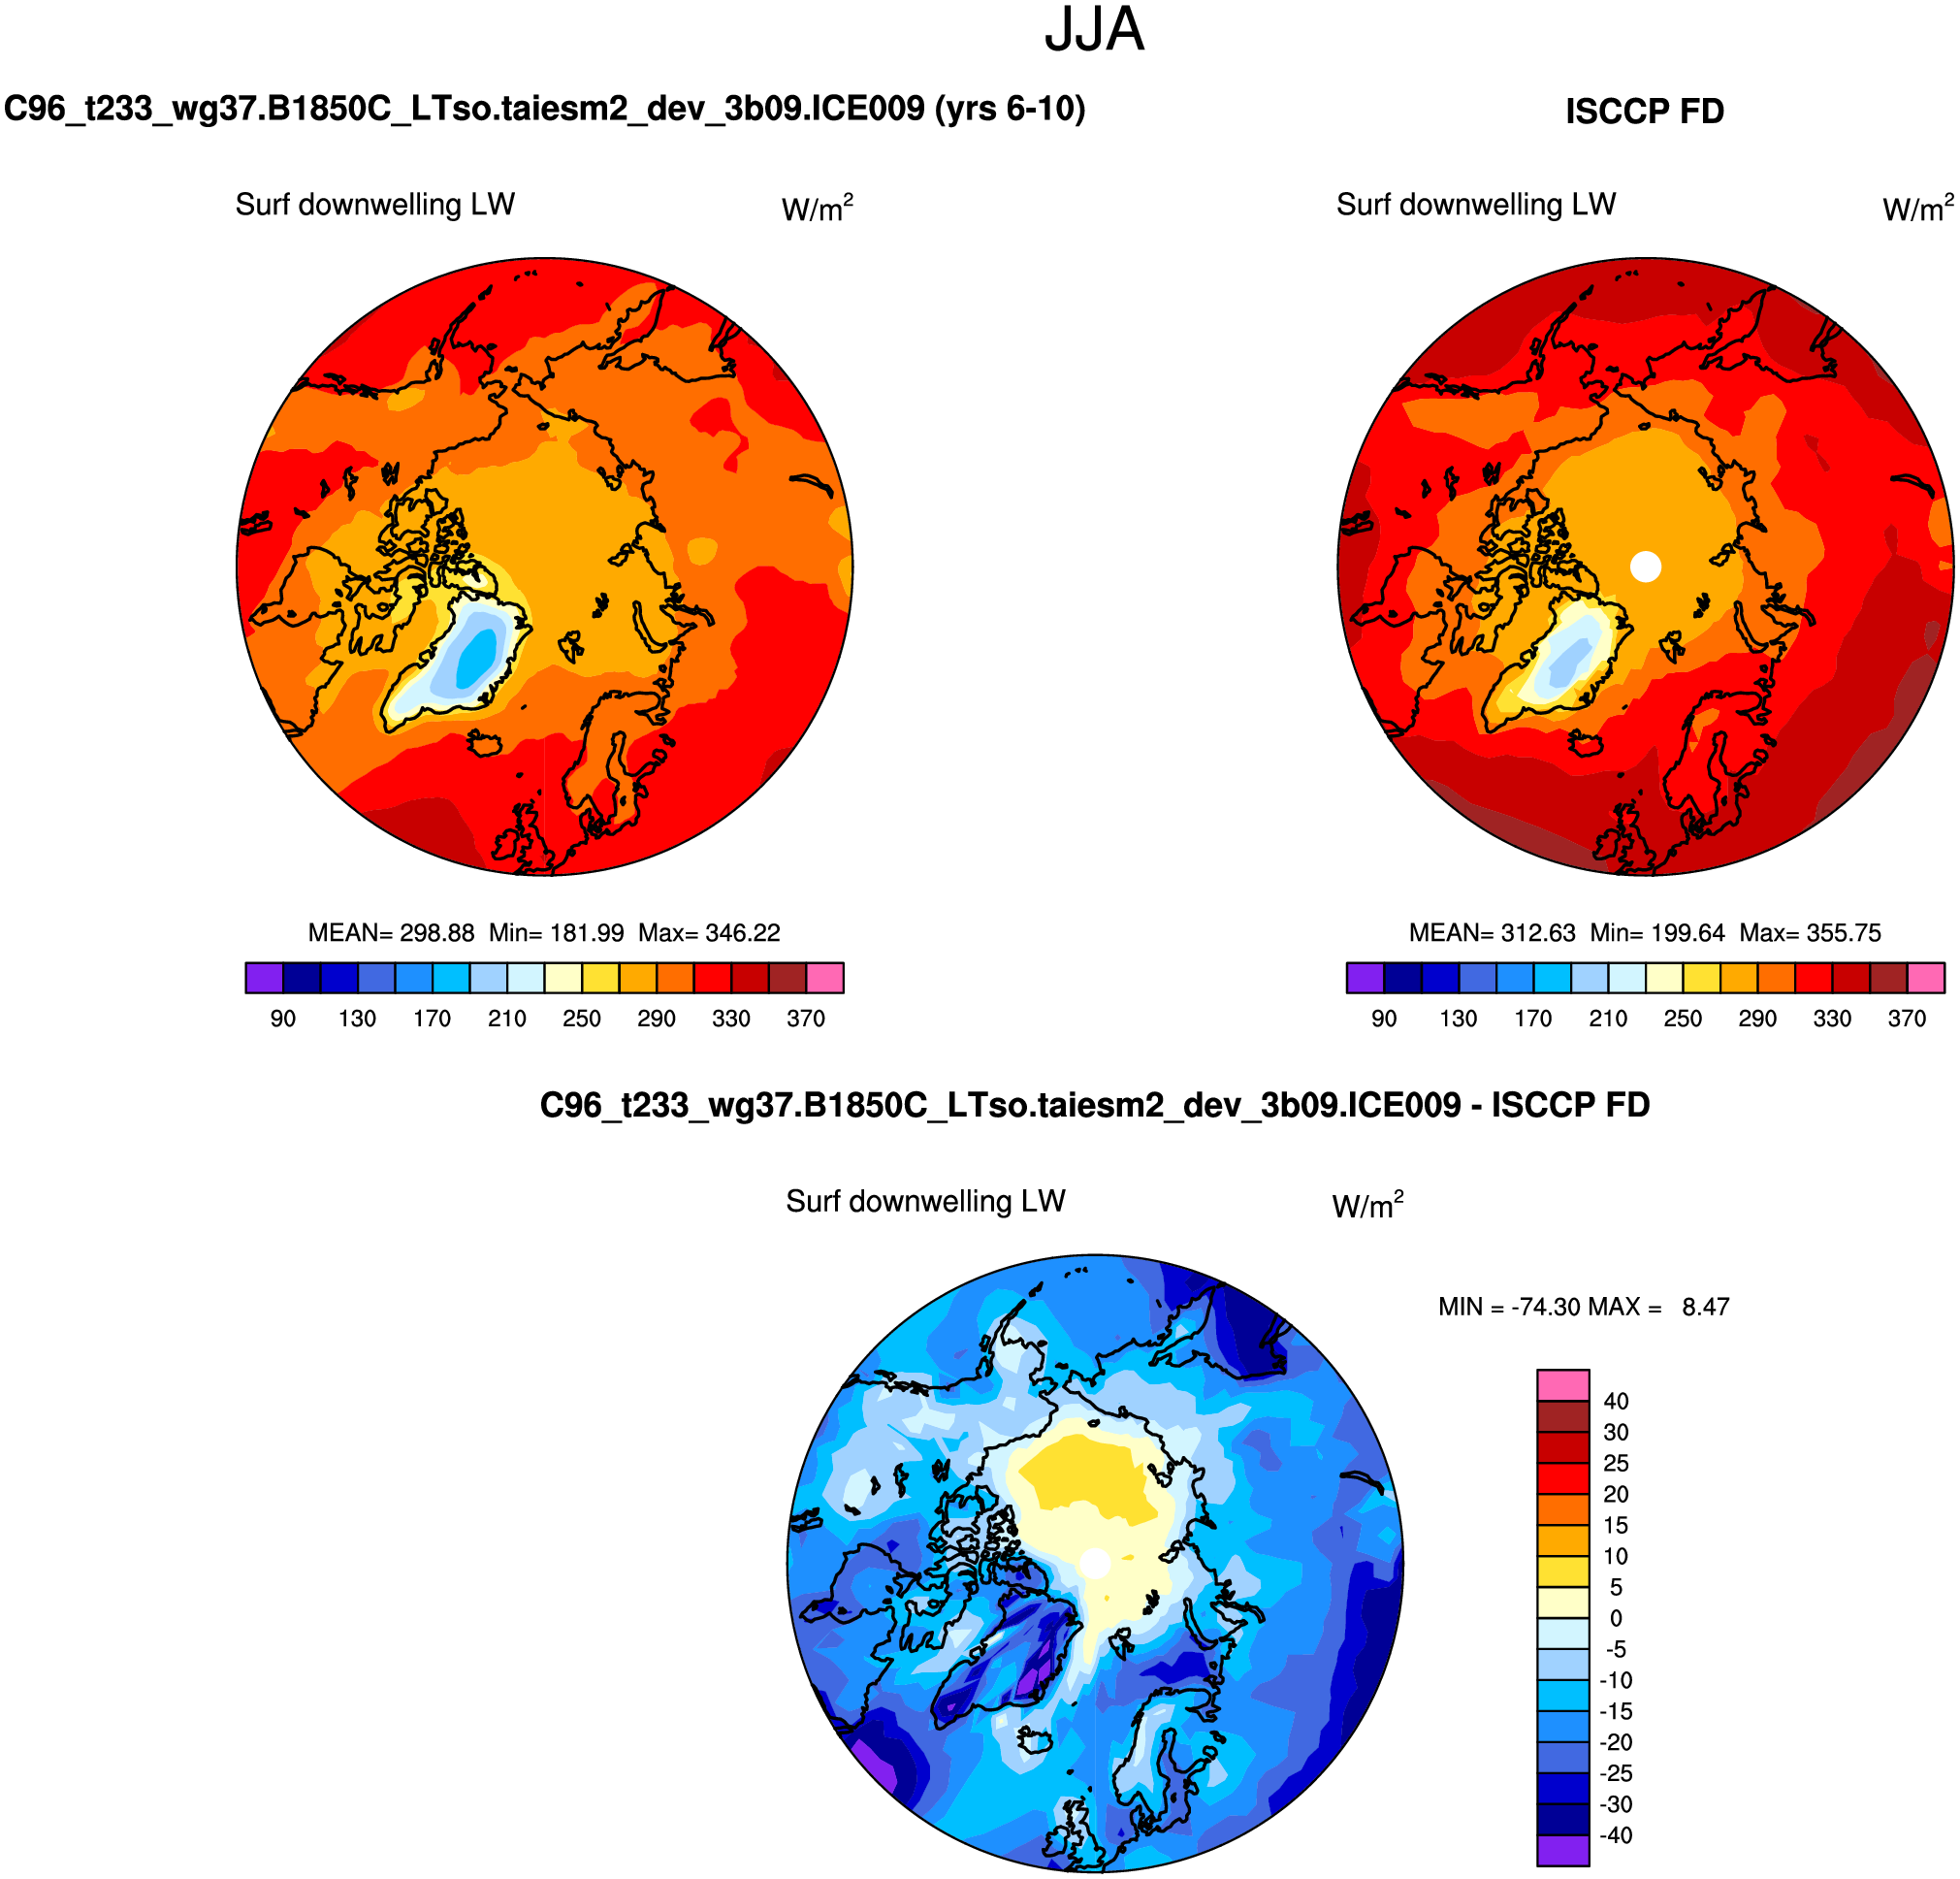 JJA
C96_t233_wg37.B1850C_LTso.taiesm2_dev_3b09.ICE009 (yrs 6-10)
ISCCP FD
Surf downwelling LW W/m²
Surf downwelling LW W/m²
MEAN= 298.88 Min= 181.99 Max= 346.22
MEAN= 312.63 Min= 199.64 Max= 355.75
90 130 170 210 250 290 330 370
90 130 170 210 250 290 330 370
C96_t233_wg37.B1850C_LTso.taiesm2_dev_3b09.ICE009 - ISCCP FD
Surf downwelling LW W/m²
MIN = -74.30 MAX = 8.47
40
30
25
20
15
10
5
0
-5
-10
-15
-20
-25
-30
-40